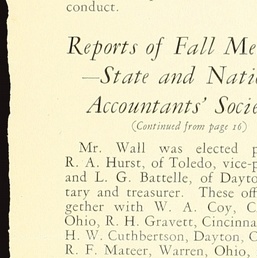 conduct.
Reports of Fall Me
—State and Nati
Accountants' Socie
(Continued from page 16)
Mr. Wall was elected p
R. A. Hurst, of Toledo, vice-p
and L. G. Battelle, of Dayto
tary and treasurer. These off
gether with W. A. Coy, C
Ohio, R. H. Gravett, Cincinna
H. W. Cuthbertson, Dayton, C
R. F. Mateer, Warren, Ohio,